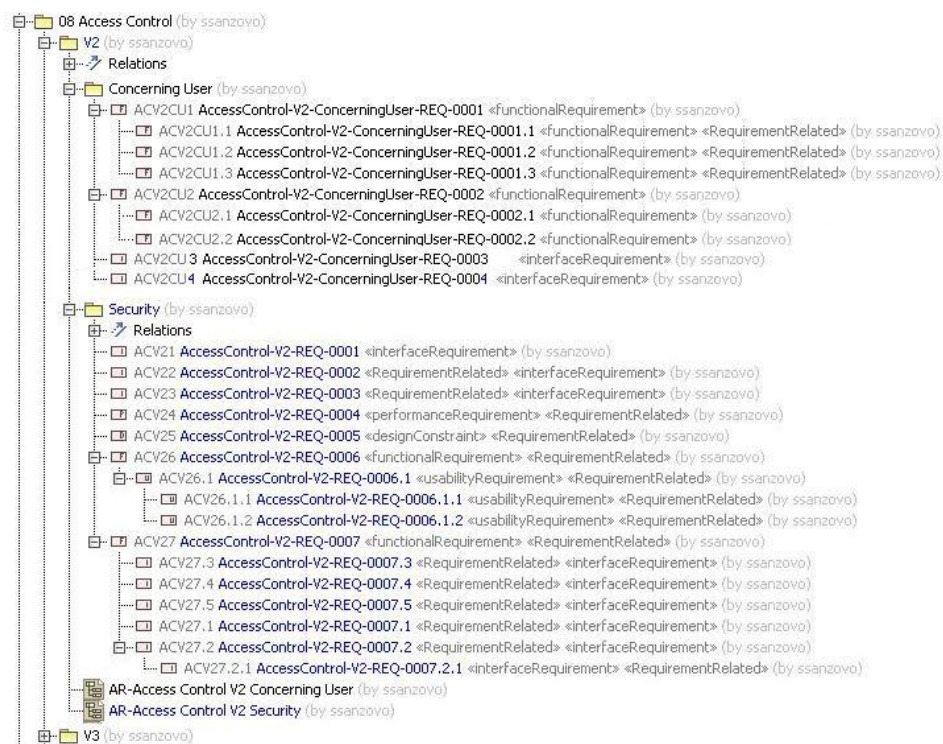 08 Access Control (by ssanzovo)
V2 (by ssanzovo)
Relations
Concerning User (by ssanzovo)
ACV2CU1 AccessControl-V2-ConcerningUser-REQ-0001 «functionalRequirement» (by ssanzovo)
ACV2CU1.1 AccessControl-V2-ConcerningUser-REQ-0001.1 «functionalRequirement» «RequirementRelated» (by ssanzovo)
ACV2CU1.2 AccessControl-V2-ConcerningUser-REQ-0001.2 «functionalRequirement» «RequirementRelated» (by ssanzovo)
ACV2CU1.3 AccessControl-V2-ConcerningUser-REQ-0001.3 «functionalRequirement» «RequirementRelated» (by ssanzovo)
ACV2CU2 AccessControl-V2-ConcerningUser-REQ-0002 «functionalRequirement» (by ssanzovo)
ACV2CU2.1 AccessControl-V2-ConcerningUser-REQ-0002.1 «functionalRequirement» (by ssanzovo)
ACV2CU2.2 AccessControl-V2-ConcerningUser-REQ-0002.2 «functionalRequirement» (by ssanzovo)
ACV2CU 3 AccessControl-V2-ConcerningUser-REQ-0003 «interfaceRequirement» (by ssanzovo)
ACV2CU4 AccessControl-V2-ConcerningUser-REQ-0004 «interfaceRequirement» (by ssanzovo)
Security (by ssanzovo)
Relations
ACV21 AccessControl-V2-REQ-0001 «interfaceRequirement» (by ssanzovo)
ACV22 AccessControl-V2-REQ-0002 «RequirementRelated» «interfaceRequirement» (by ssanzovo)
ACV23 AccessControl-V2-REQ-0003 «RequirementRelated» «interfaceRequirement» (by ssanzovo)
ACV24 AccessControl-V2-REQ-0004 «performanceRequirement» «RequirementRelated» (by ssanzovo)
ACV25 AccessControl-V2-REQ-0005 «designConstraint» «RequirementRelated» (by ssanzovo)
ACV26 AccessControl-V2-REQ-0006 «functionalRequirement» «RequirementRelated» (by ssanzovo)
ACV26.1 AccessControl-V2-REQ-0006.1 «usabilityRequirement» «RequirementRelated» (by ssanzovo)
ACV26.1.1 AccessControl-V2-REQ-0006.1.1 «usabilityRequirement» «RequirementRelated» (by ssanzovo)
ACV26.1.2 AccessControl-V2-REQ-0006.1.2 «usabilityRequirement» «RequirementRelated» (by ssanzovo)
ACV27 AccessControl-V2-REQ-0007 «functionalRequirement» «RequirementRelated» (by ssanzovo)
ACV27.3 AccessControl-V2-REQ-0007.3 «RequirementRelated» «interfaceRequirement» (by ssanzovo)
ACV27.4 AccessControl-V2-REQ-0007.4 «RequirementRelated» «interfaceRequirement» (by ssanzovo)
ACV27.5 AccessControl-V2-REQ-0007.5 «RequirementRelated» «interfaceRequirement» (by ssanzovo)
ACV27.1 AccessControl-V2-REQ-0007.1 «RequirementRelated» «interfaceRequirement» (by ssanzovo)
ACV27.2 AccessControl-V2-REQ-0007.2 «RequirementRelated» «interfaceRequirement» (by ssanzovo)
ACV27.2.1 AccessControl-V2-REQ-0007.2.1 «interfaceRequirement» «RequirementRelated» (by ssanzovo)
AR-Access Control V2 Concerning User (by ssanzovo)
AR-Access Control V2 Security (by ssanzovo)
V3 (by ssanzovo)